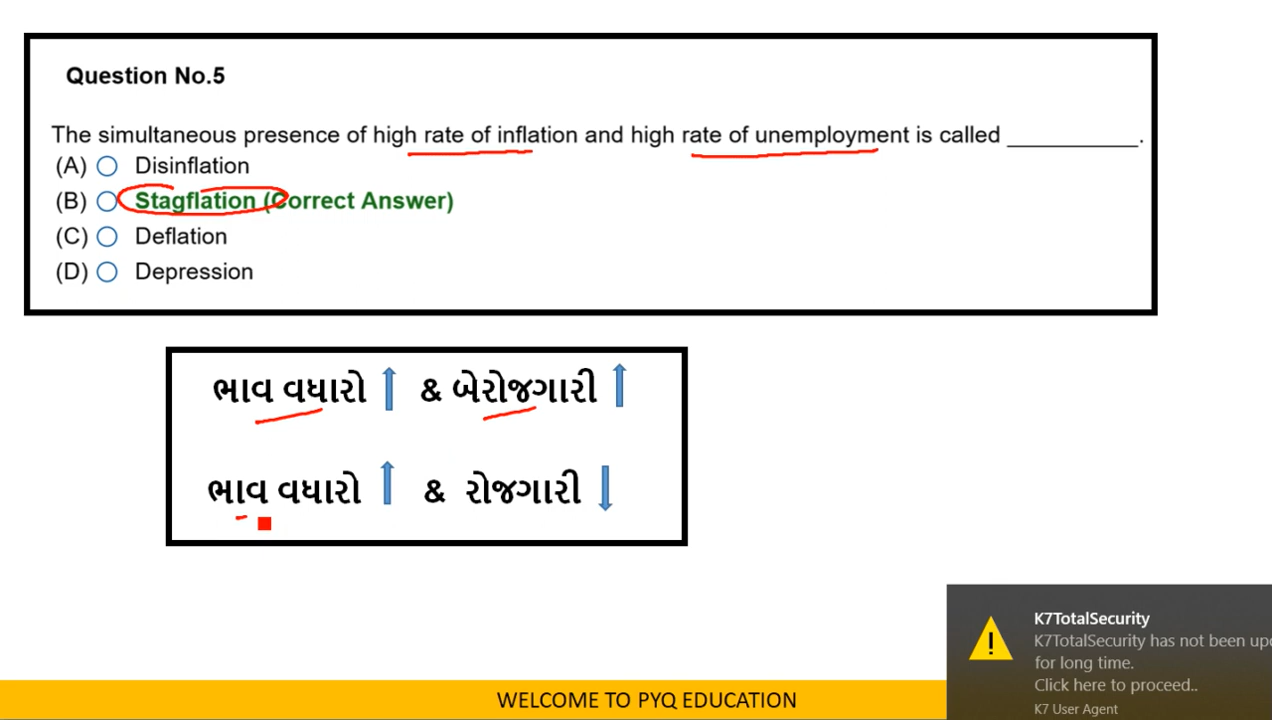 Question No.5
The simultaneous presence of high rate of inflation and high rate of unemployment is called ___________.
(A) Disinflation
(B) Stagflation (Correct Answer)
(C) Deflation
(D) Depression
ભાવ વધારો & બેરોજગારી
ભાવ વધારો & રોજગારી
K7TotalSecurity
K7TotalSecurity has not been
for long time.
Click here to proceed..
K7 User Agent
WELCOME TO PYQ EDUCATION